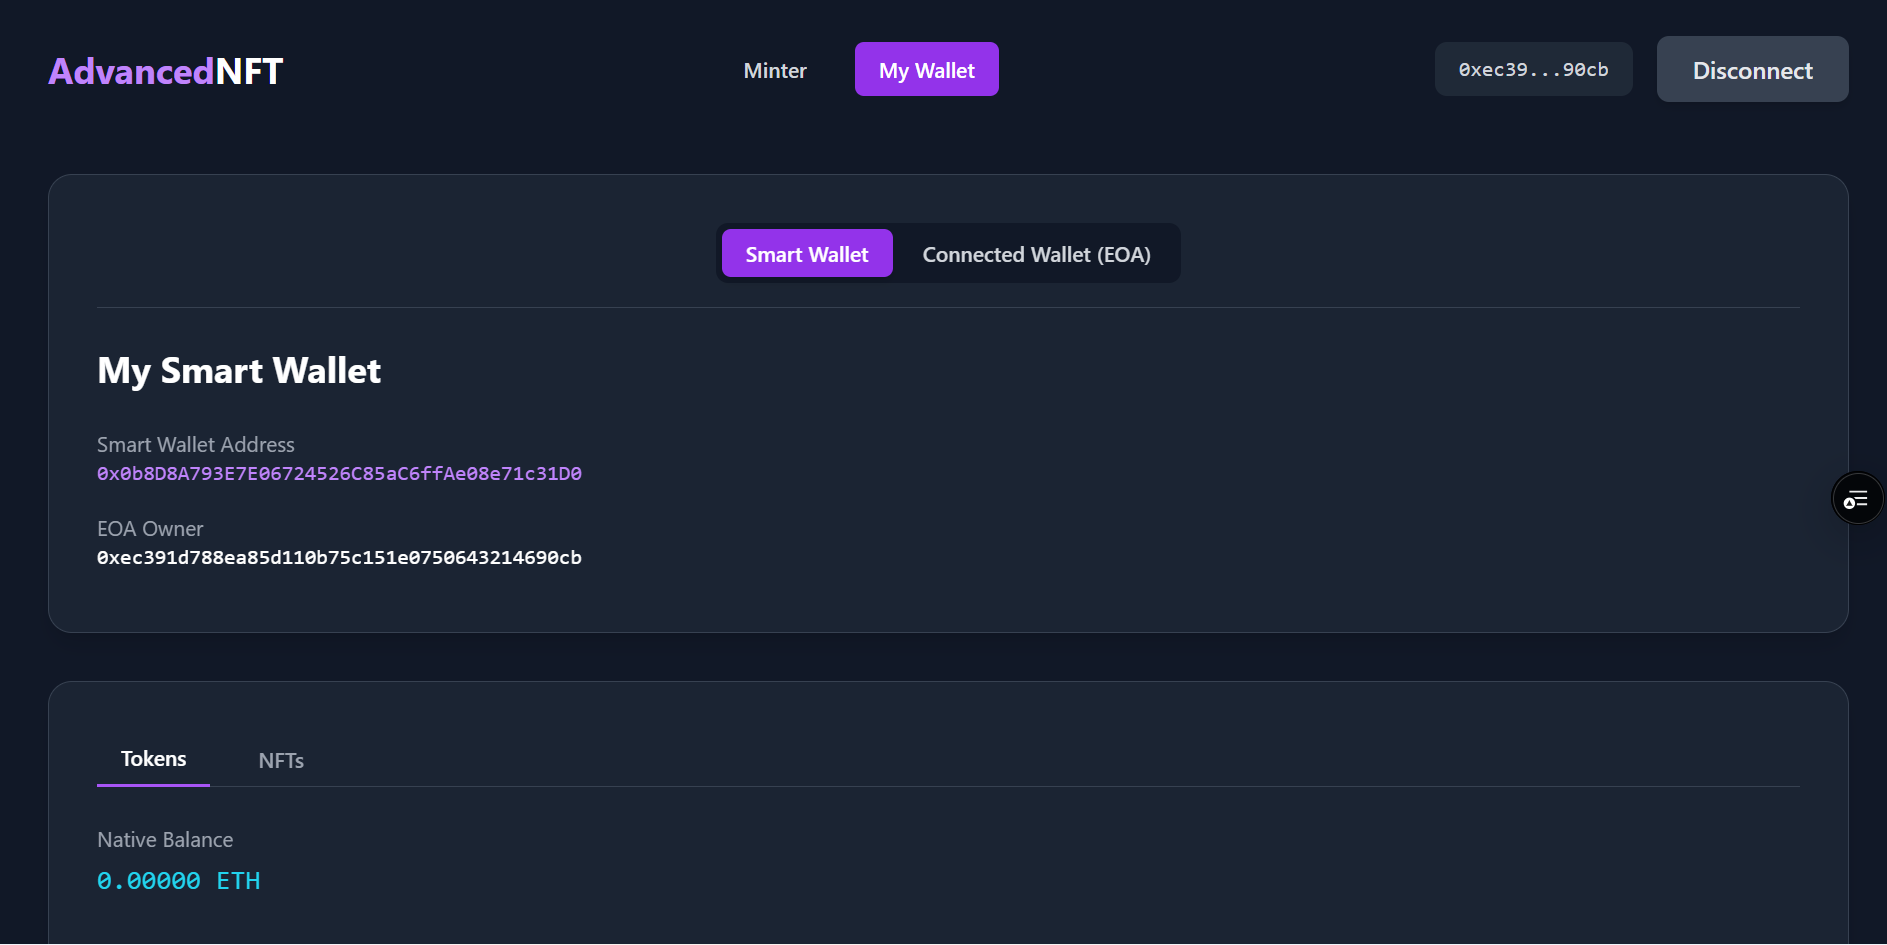 AdvancedNFT
Minter
My Wallet
0xec39...90cb
Disconnect
Smart Wallet
Connected Wallet (EOA)
My Smart Wallet
Smart Wallet Address
0x0b8D8A793E7E06724526C85aC6ffAe08e71c31D0
EOA Owner
0xec391d788ea85d110b75c151e0750643214690cb
Tokens
NFTs
Native Balance
0.00000 ETH